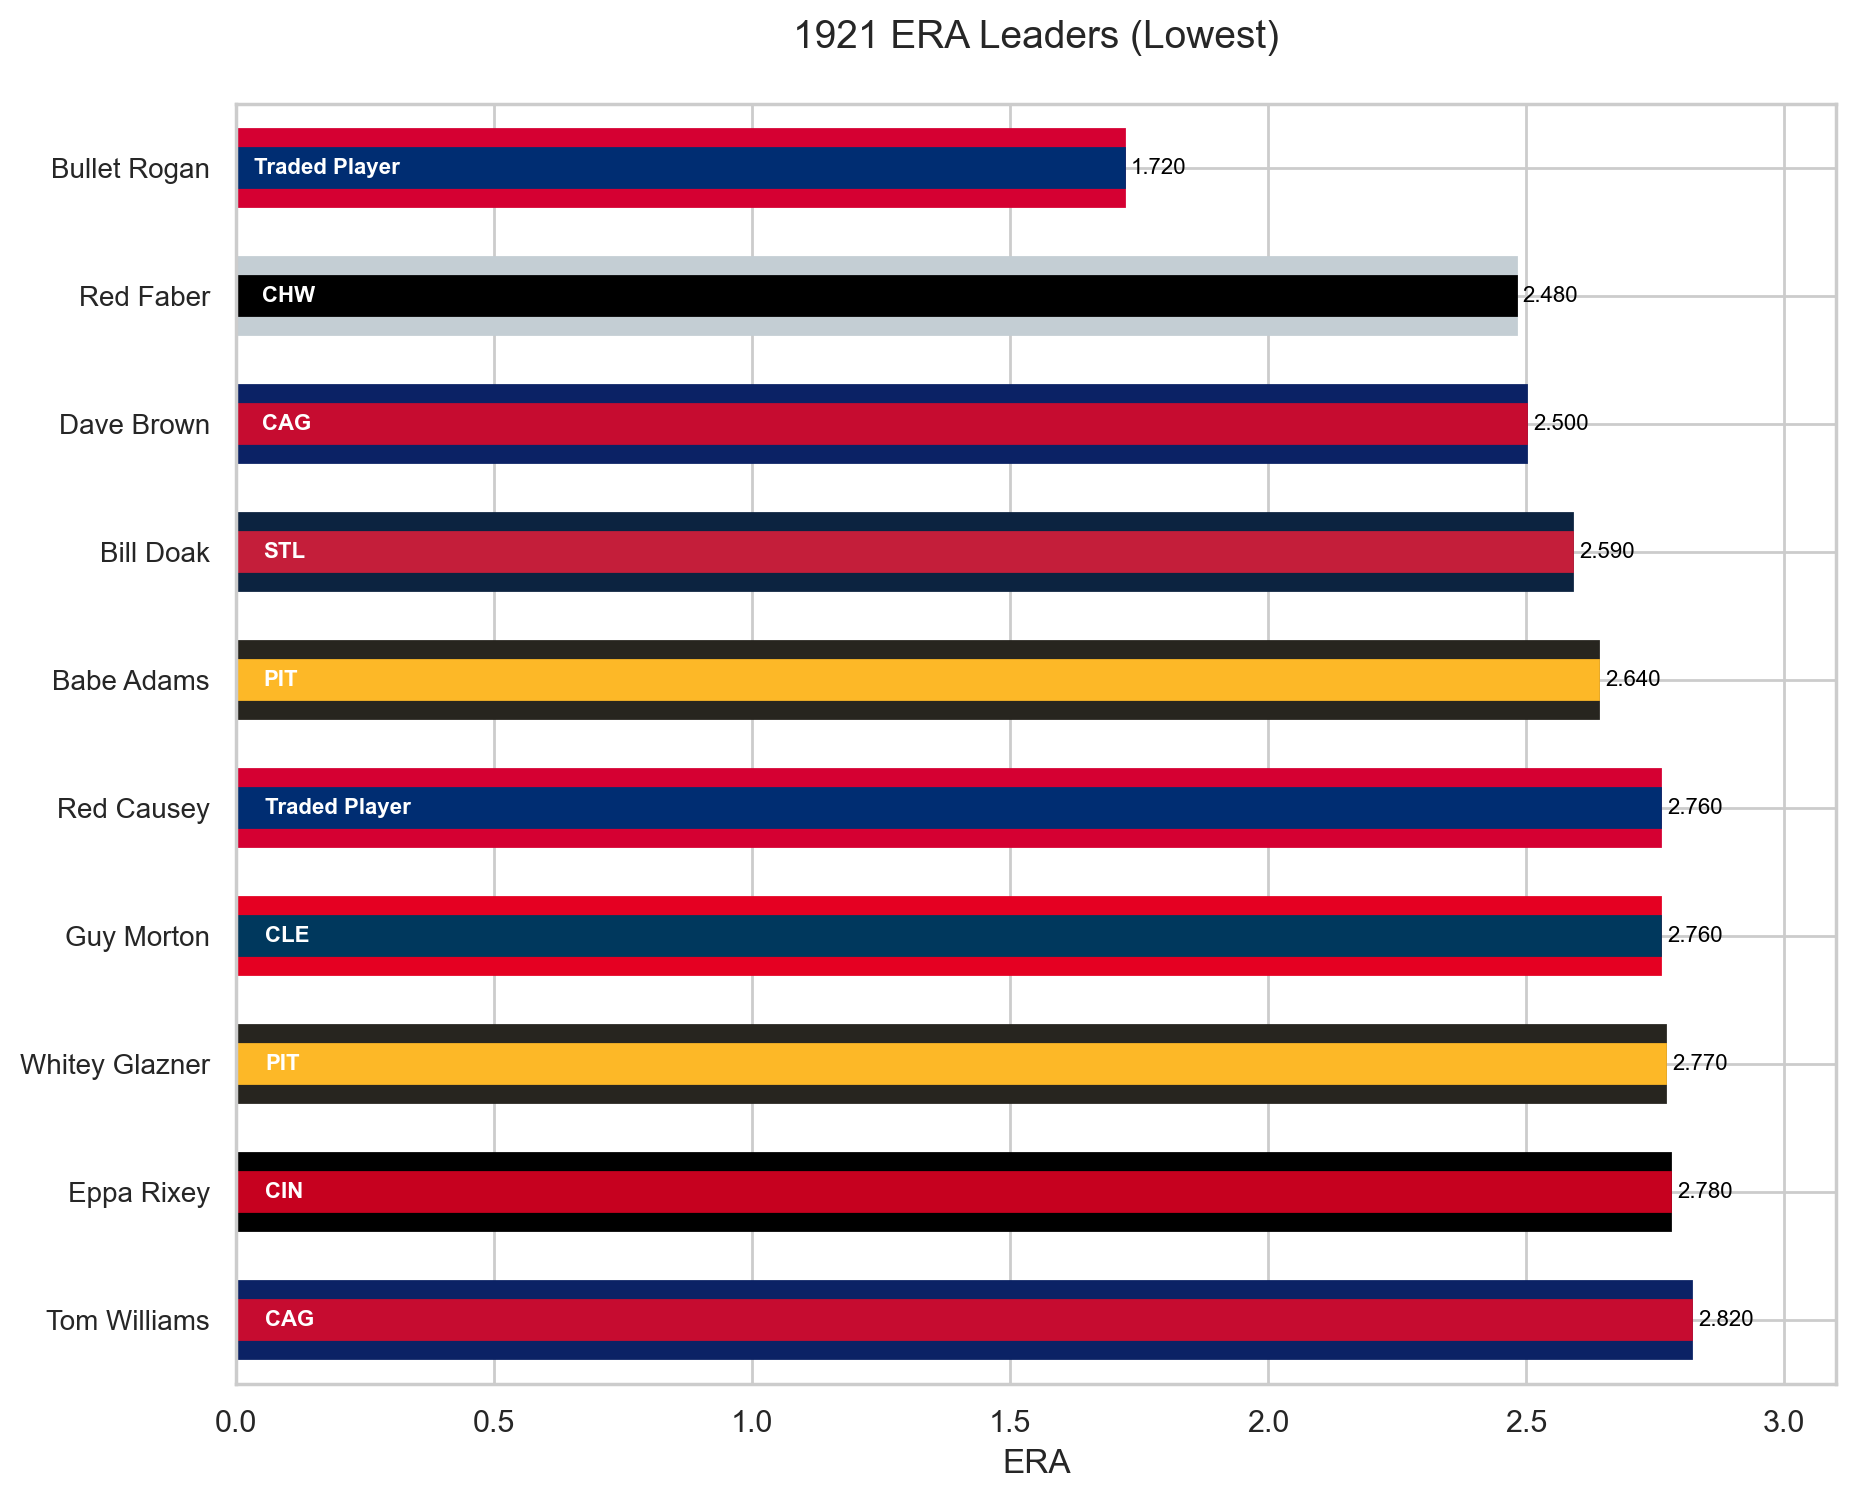 1921 ERA Leaders (Lowest)
Bullet Rogan Traded Player 1.720
Red Faber CHW 2.480
Dave Brown CAG 2.500
Bill Doak STL 2.590
Babe Adams PIT 2.640
Red Causey Traded Player 2.760
Guy Morton CLE 2.760
Whitey Glazner PIT 2.770
Eppa Rixey CIN 2.780
Tom Williams CAG 2.820
0.0 0.5 1.0 1.5 2.0 2.5 3.0
ERA